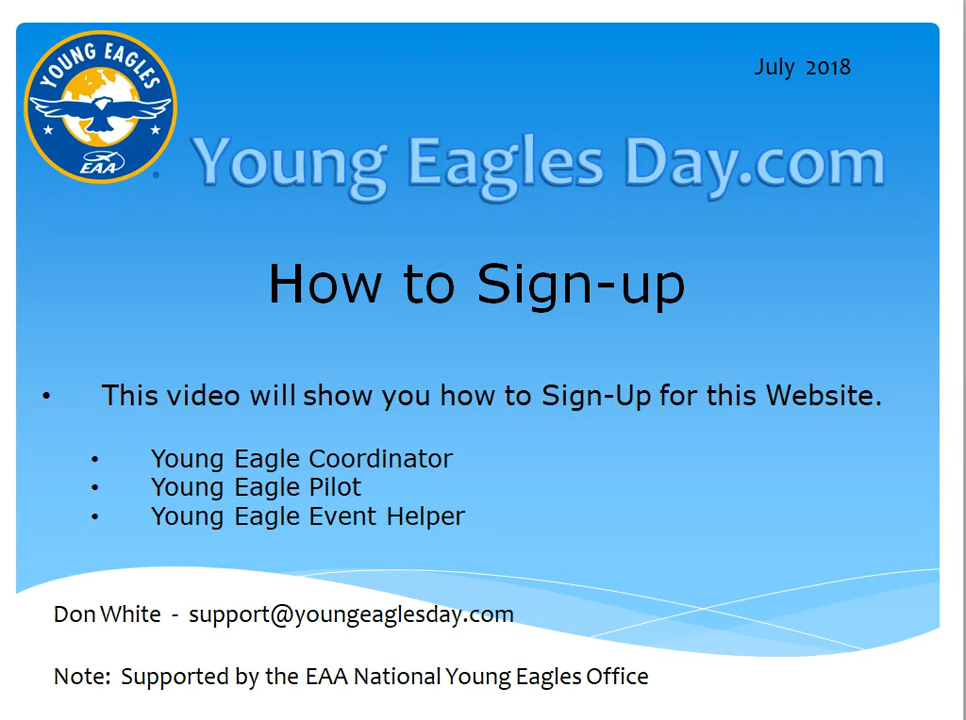 YOUNG EAGLES
EAA
®
July 2018
Young Eagles Day.com
How to Sign-up
• This video will show you how to Sign-Up for this Website.
• Young Eagle Coordinator
• Young Eagle Pilot
• Young Eagle Event Helper
Don White - support@youngeaglesday.com
Note: Supported by the EAA National Young Eagles Office